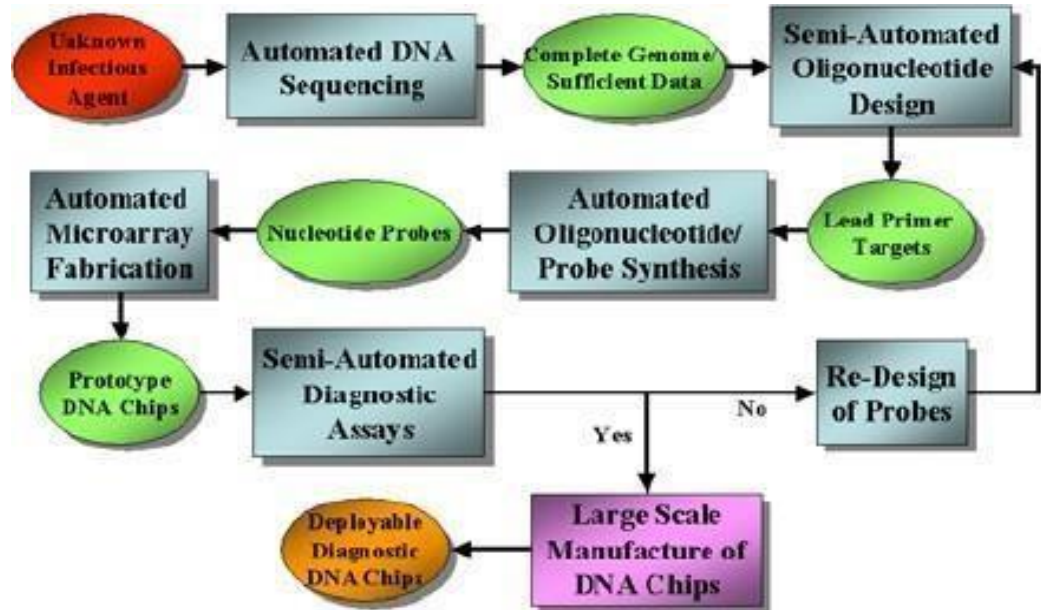 Unknown
Infectious
Agent
Automated DNA
Sequencing
Complete Genome/
Sufficient Data
Semi-Automated
Oligonucleotide
Design
Automated
Microarray
Fabrication
Nucleotide Probes
Automated
Oligonucleotide/
Probe Synthesis
Lead Primer
Targets
Prototype
DNA Chips
Semi-Automated
Diagnostic
Assays
No
Yes
Re-Design
of Probes
Deployable
Diagnostic
DNA Chips
Large Scale
Manufacture of
DNA Chips